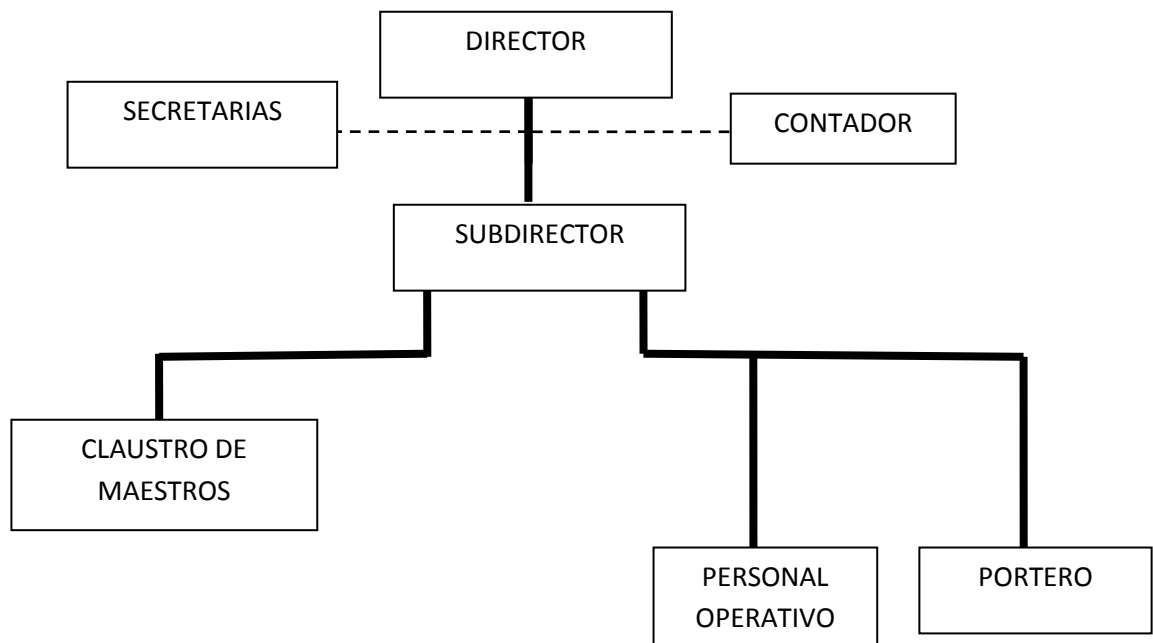 DIRECTOR
SECRETARIAS
CONTADOR
SUBDIRECTOR
CLAUSTRO DE
MAESTROS
PERSONAL
OPERATIVO
PORTERO